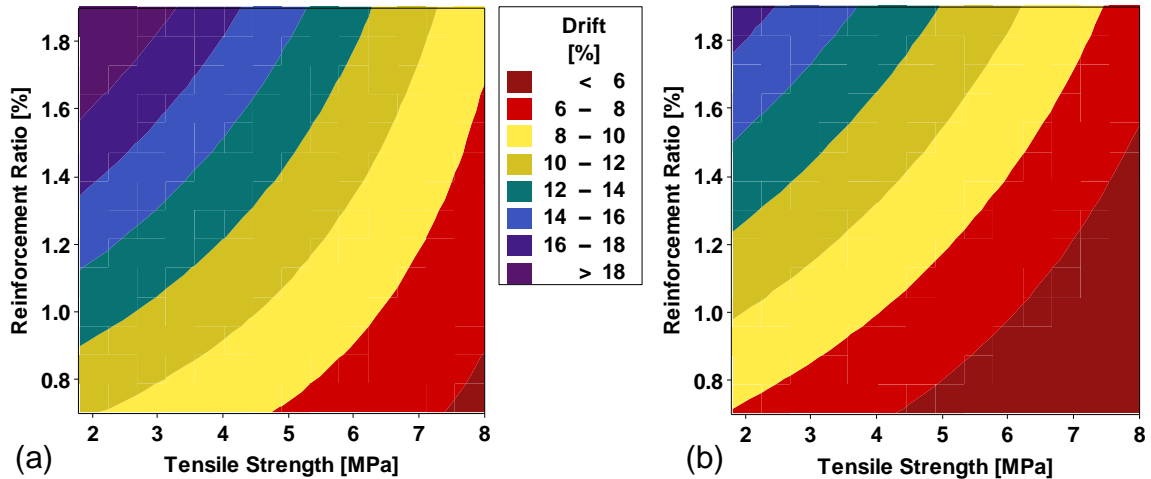 1.8
1.6
1.4
1.2
1.0
0.8
Reinforcement Ratio [%]
2 3 4 5 6 7 8
Tensile Strength [MPa]
(a)
Drift
[%]
< 6
6 – 8
8 – 10
10 – 12
12 – 14
14 – 16
16 – 18
> 18
1.8
1.6
1.4
1.2
1.0
0.8
Reinforcement Ratio [%]
2 3 4 5 6 7 8
Tensile Strength [MPa]
(b)